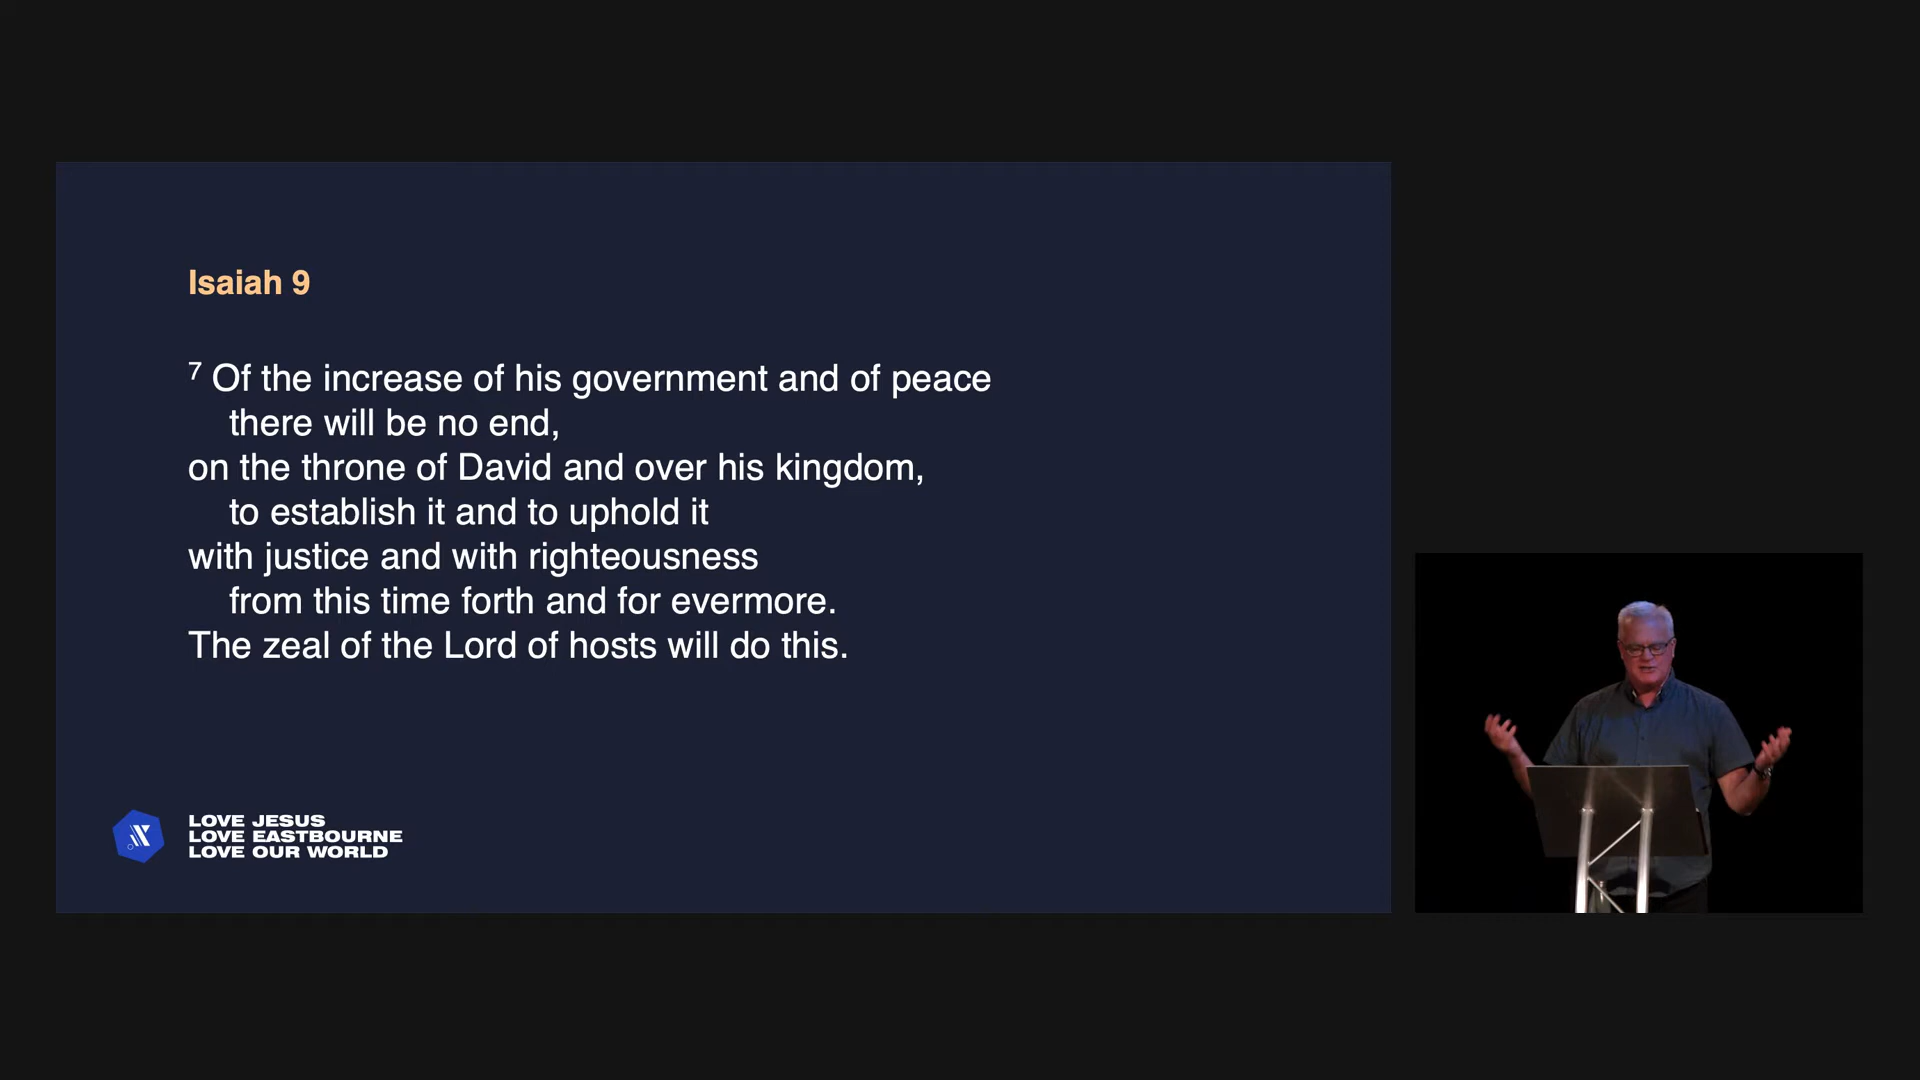 Isaiah 9
7 Of the increase of his government and of peace
there will be no end,
on the throne of David and over his kingdom,
to establish it and to uphold it
with justice and with righteousness
from this time forth and for evermore.
The zeal of the Lord of hosts will do this.
LOVE JESUS
LOVE EASTBOURNE
LOVE OUR WORLD